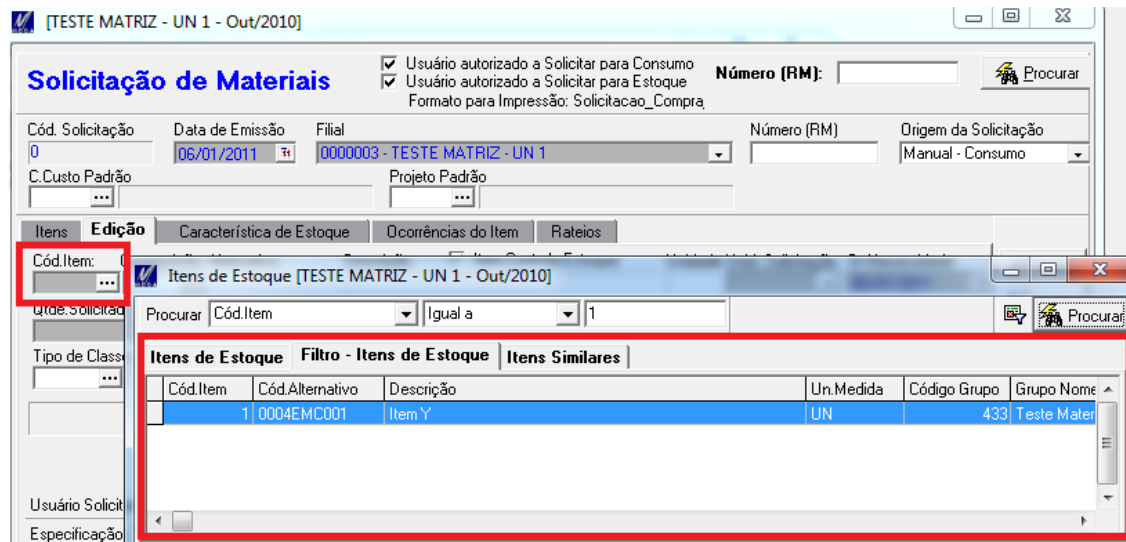 [TESTE MATRIZ - UN 1 - Out/2010]
Solicitação de Materiais
Usuário autorizado a Solicitar para Consumo
Usuário autorizado a Solicitar para Estoque
Formato para Impressão: Solicitacao_Compra
Número (RM):
Procurar
Cód. Solicitação Data de Emissão Filial Número (RM) Origem da Solicitação
0 06/01/2011 0000003 - TESTE MATRIZ - UN 1 Manual - Consumo
C.Custo Padrão Projeto Padrão
Itens Edição Característica de Estoque Ocorrências do Item Rateios
Cód.Item:
Itens de Estoque [TESTE MATRIZ - UN 1 - Out/2010]
Qtde.Solicitad
Procurar Cód.Item Igual a 1 Procurar
Tipo de Class
Itens de Estoque Filtro - Itens de Estoque Itens Similares
Cód.Item Cód.Alternativo Descrição Un.Medida Código Grupo Grupo Nome
1 0004EMC001 Item Y UN 433 Teste Mater
Usuário Solicit
Especificação